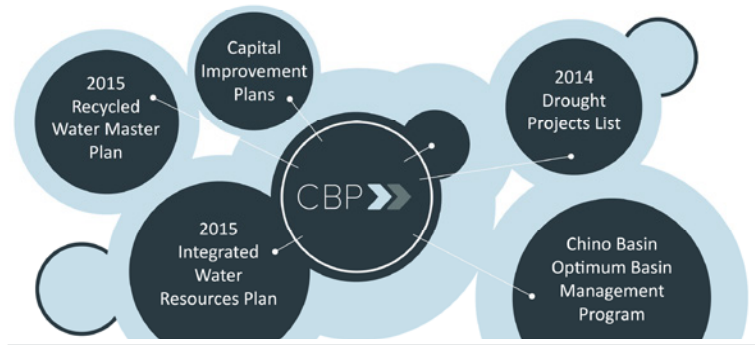 2015
Recycled
Water Master
Plan
Capital
Improvement
Plans
2014
Drought
Projects List
CBP
2015
Integrated
Water
Resources Plan
Chino Basin
Optimum Basin
Management
Program